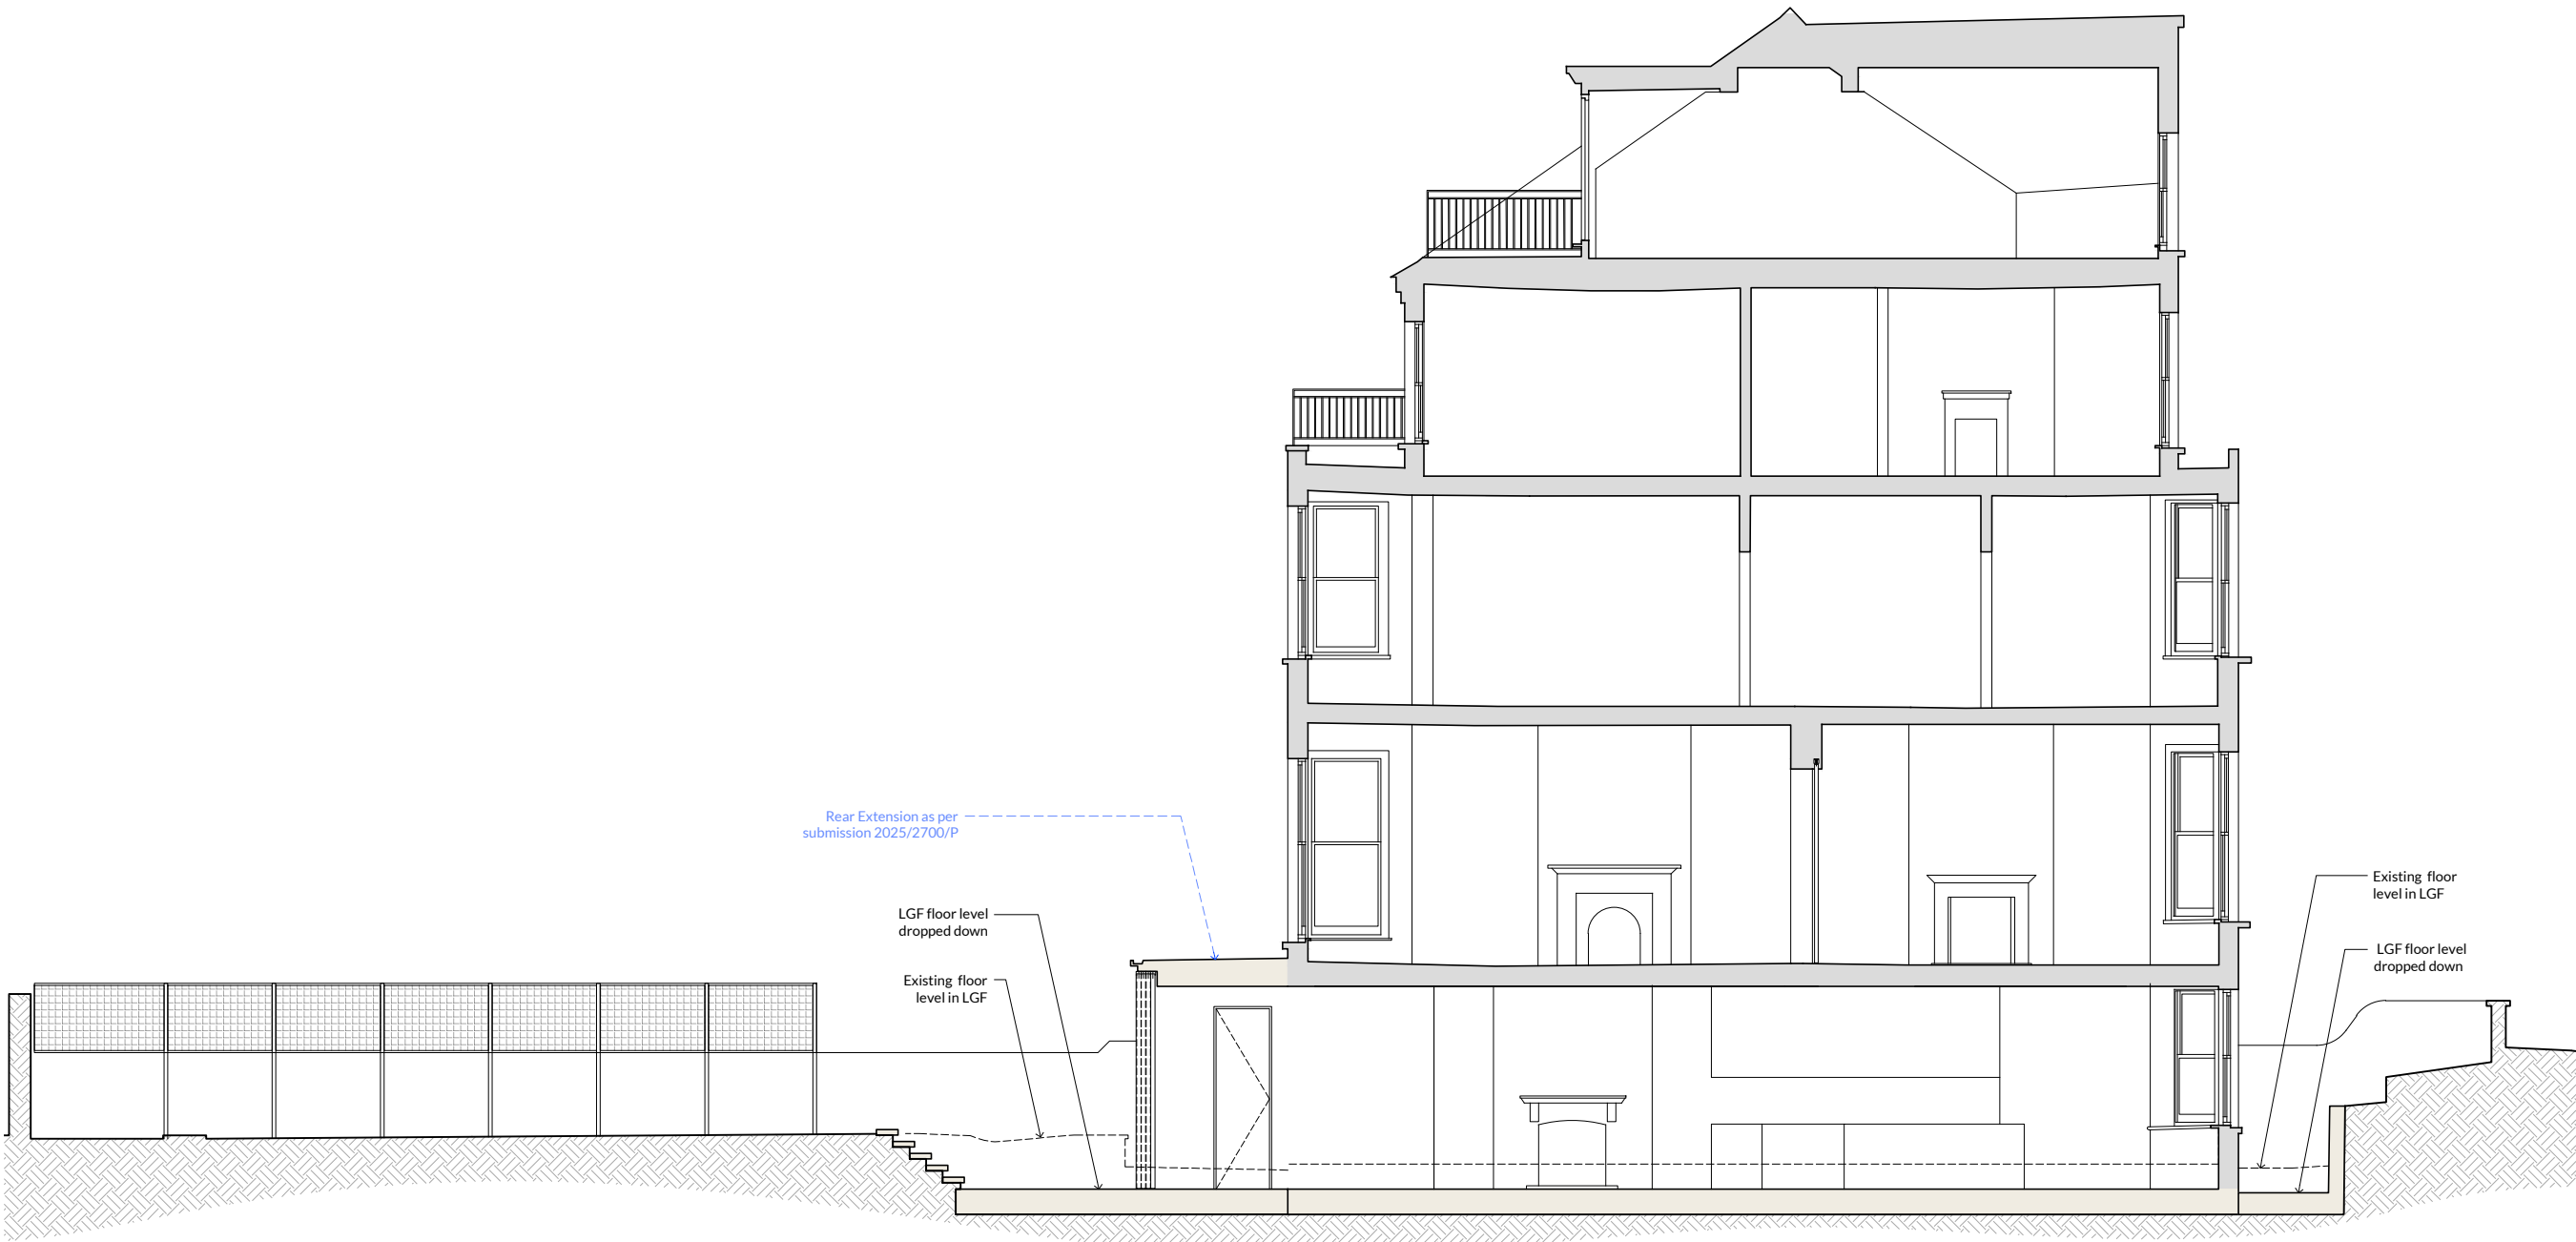 Rear Extension as per
submission 2025/2700/P
LGF floor level
dropped down
Existing floor
level in LGF
Existing floor
level in LGF
LGF floor level
dropped down